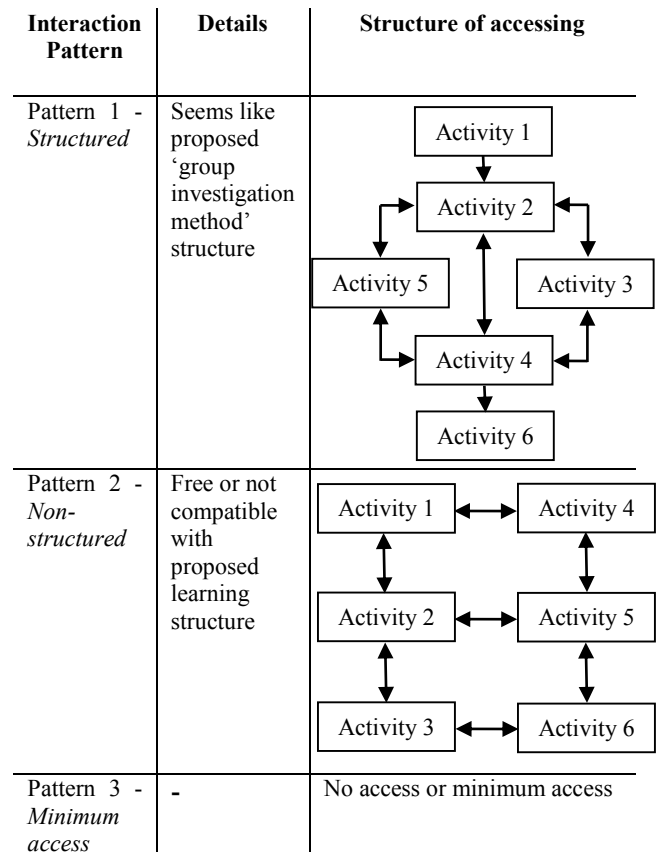 Interaction Pattern
Details
Structure of accessing
Pattern 1 -
Structured
Seems like
proposed
‘group
investigation
method’
structure
Activity 1
Activity 2
Activity 5
Activity 3
Activity 4
Activity 6
Pattern 2 -
Non-
structured
Free or not
compatible
with
proposed
learning
structure
Activity 1
Activity 4
Activity 2
Activity 5
Activity 3
Activity 6
Pattern 3 -
Minimum
access
-
No access or minimum access